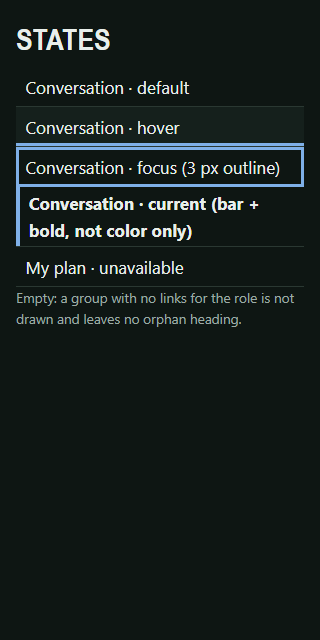 STATES
Conversation · default
Conversation · hover
Conversation · focus (3 px outline)
Conversation · current (bar +
bold, not color only)
My plan · unavailable
Empty: a group with no links for the role is not
drawn and leaves no orphan heading.